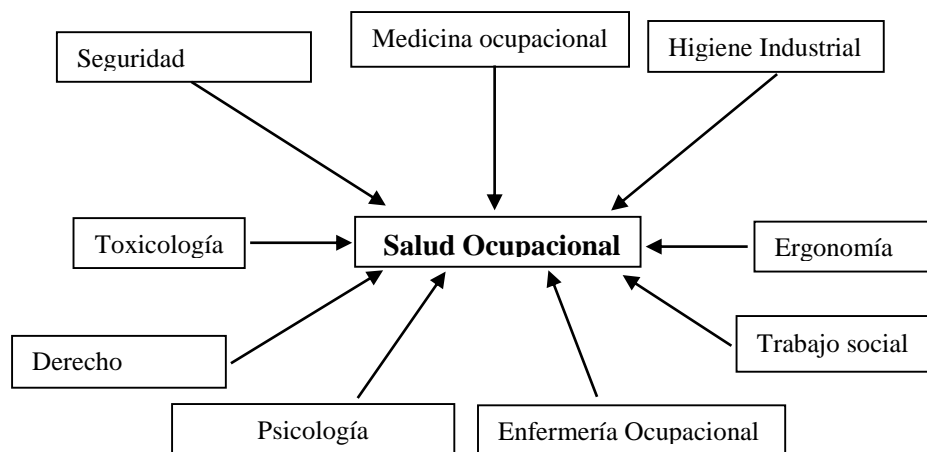 Medicina ocupacional
Higiene Industrial
Seguridad
Toxicología
Salud Ocupacional
Ergonomía
Derecho
Trabajo social
Psicología
Enfermería Ocupacional